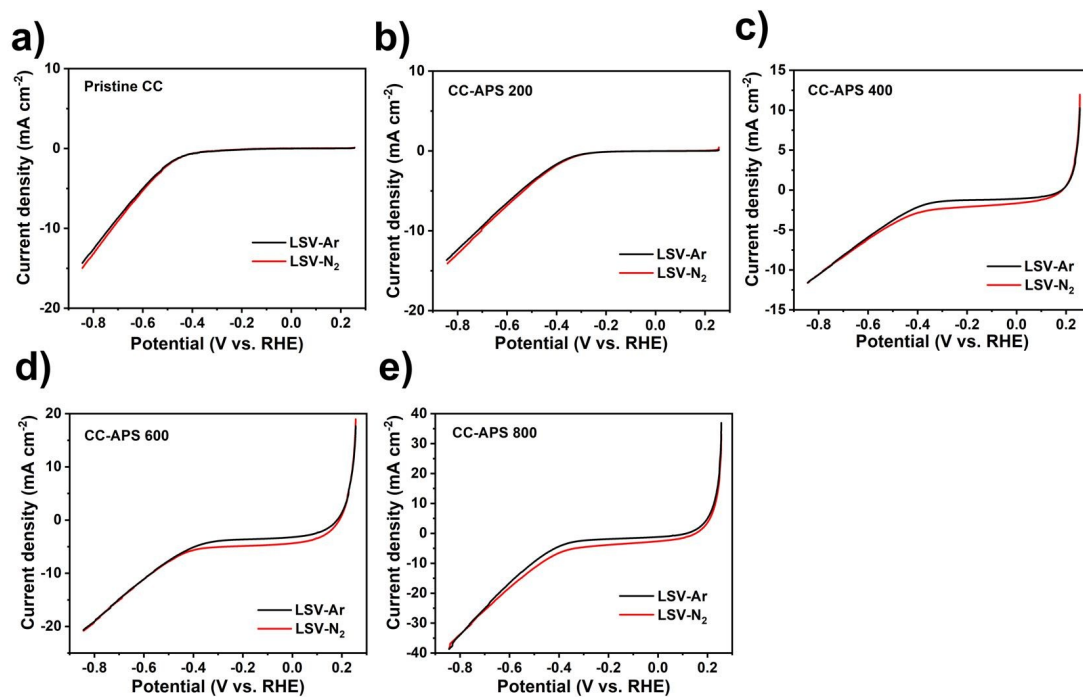 a)
10
0
-10
-20
Current density (mA cm⁻²)
Pristine CC
LSV-Ar
LSV-N₂
-0.8 -0.6 -0.4 -0.2 0.0 0.2
Potential (V vs. RHE)
b)
10
0
-10
-20
Current density (mA cm⁻²)
CC-APS 200
LSV-Ar
LSV-N₂
-0.8 -0.6 -0.4 -0.2 0.0 0.2
Potential (V vs. RHE)
c)
15
10
5
0
-5
-10
-15
Current density (mA cm⁻²)
CC-APS 400
LSV-Ar
LSV-N₂
-0.8 -0.6 -0.4 -0.2 0.0 0.2
Potential (V vs. RHE)
d)
20
10
0
-10
-20
Current density (mA cm⁻²)
CC-APS 600
LSV-Ar
LSV-N₂
-0.8 -0.6 -0.4 -0.2 0.0 0.2
Potential (V vs. RHE)
e)
40
30
20
10
0
-10
-20
-30
-40
Current density (mA cm⁻²)
CC-APS 800
LSV-Ar
LSV-N₂
-0.8 -0.6 -0.4 -0.2 0.0 0.2
Potential (V vs. RHE)